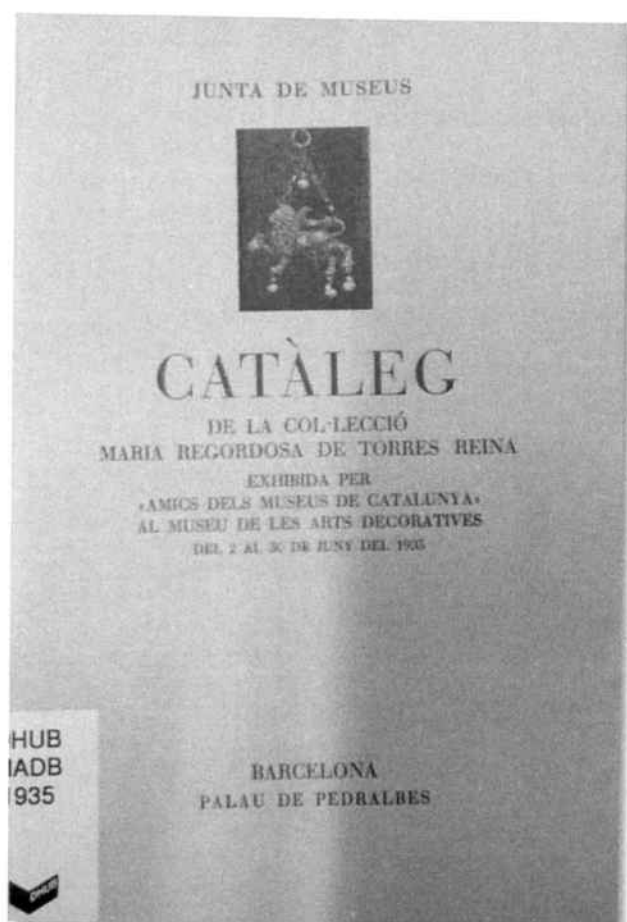 JUNTA DE MUSEUS
CATÀLEG
DE LA COL·LECCIÓ
MARIA REGORDOSA DE TORRES REINA
EXHIBIDA PER
«AMICS DELS MUSEUS DE CATALUNYA»
AL MUSEU DE LES ARTS DECORATIVES
DEL 2 AL 30 DE JUNY DEL 1935
HUB
ADB
1935
DHUB
BARCELONA
PALAU DE PEDRALBES